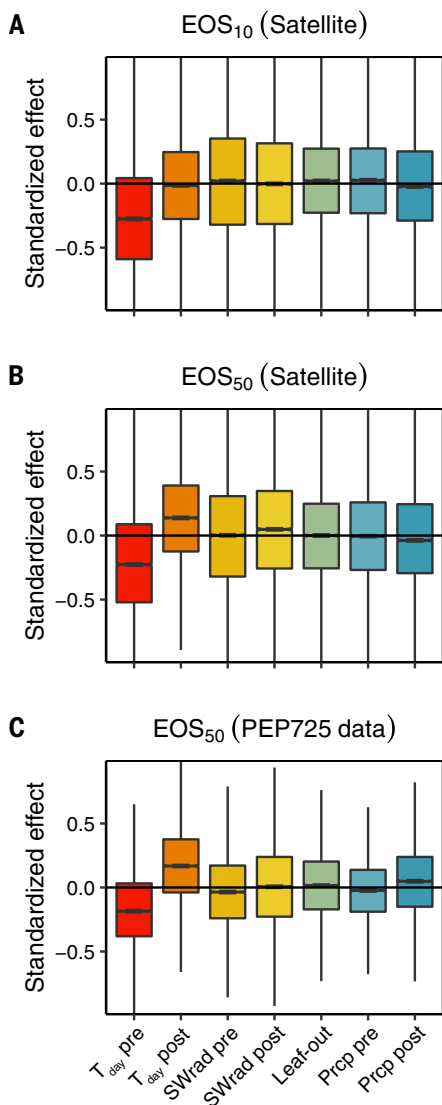 A
EOS₁₀ (Satellite)
Standardized effect
0.5
0.0
−0.5
B
EOS₅₀ (Satellite)
Standardized effect
0.5
0.0
−0.5
C
EOS₅₀ (PEP725 data)
Standardized effect
0.5
0.0
−0.5
T day pre
T day post
SWrad pre
SWrad post
Leaf-out
Prcp pre
Prcp post